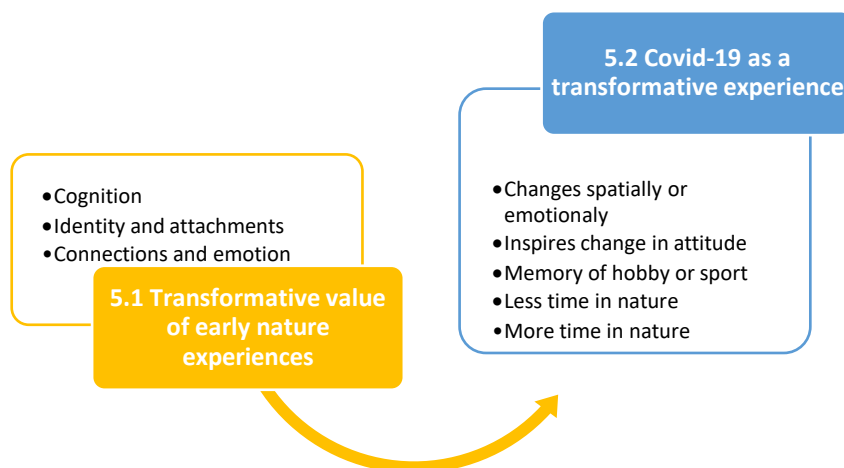 •Cognition
•Identity and attachments
•Connections and emotion
5.1 Transformative value
of early nature
experiences
5.2 Covid-19 as a
transformative experience
•Changes spatially or
emotionaly
•Inspires change in attitude
•Memory of hobby or sport
•Less time in nature
•More time in nature